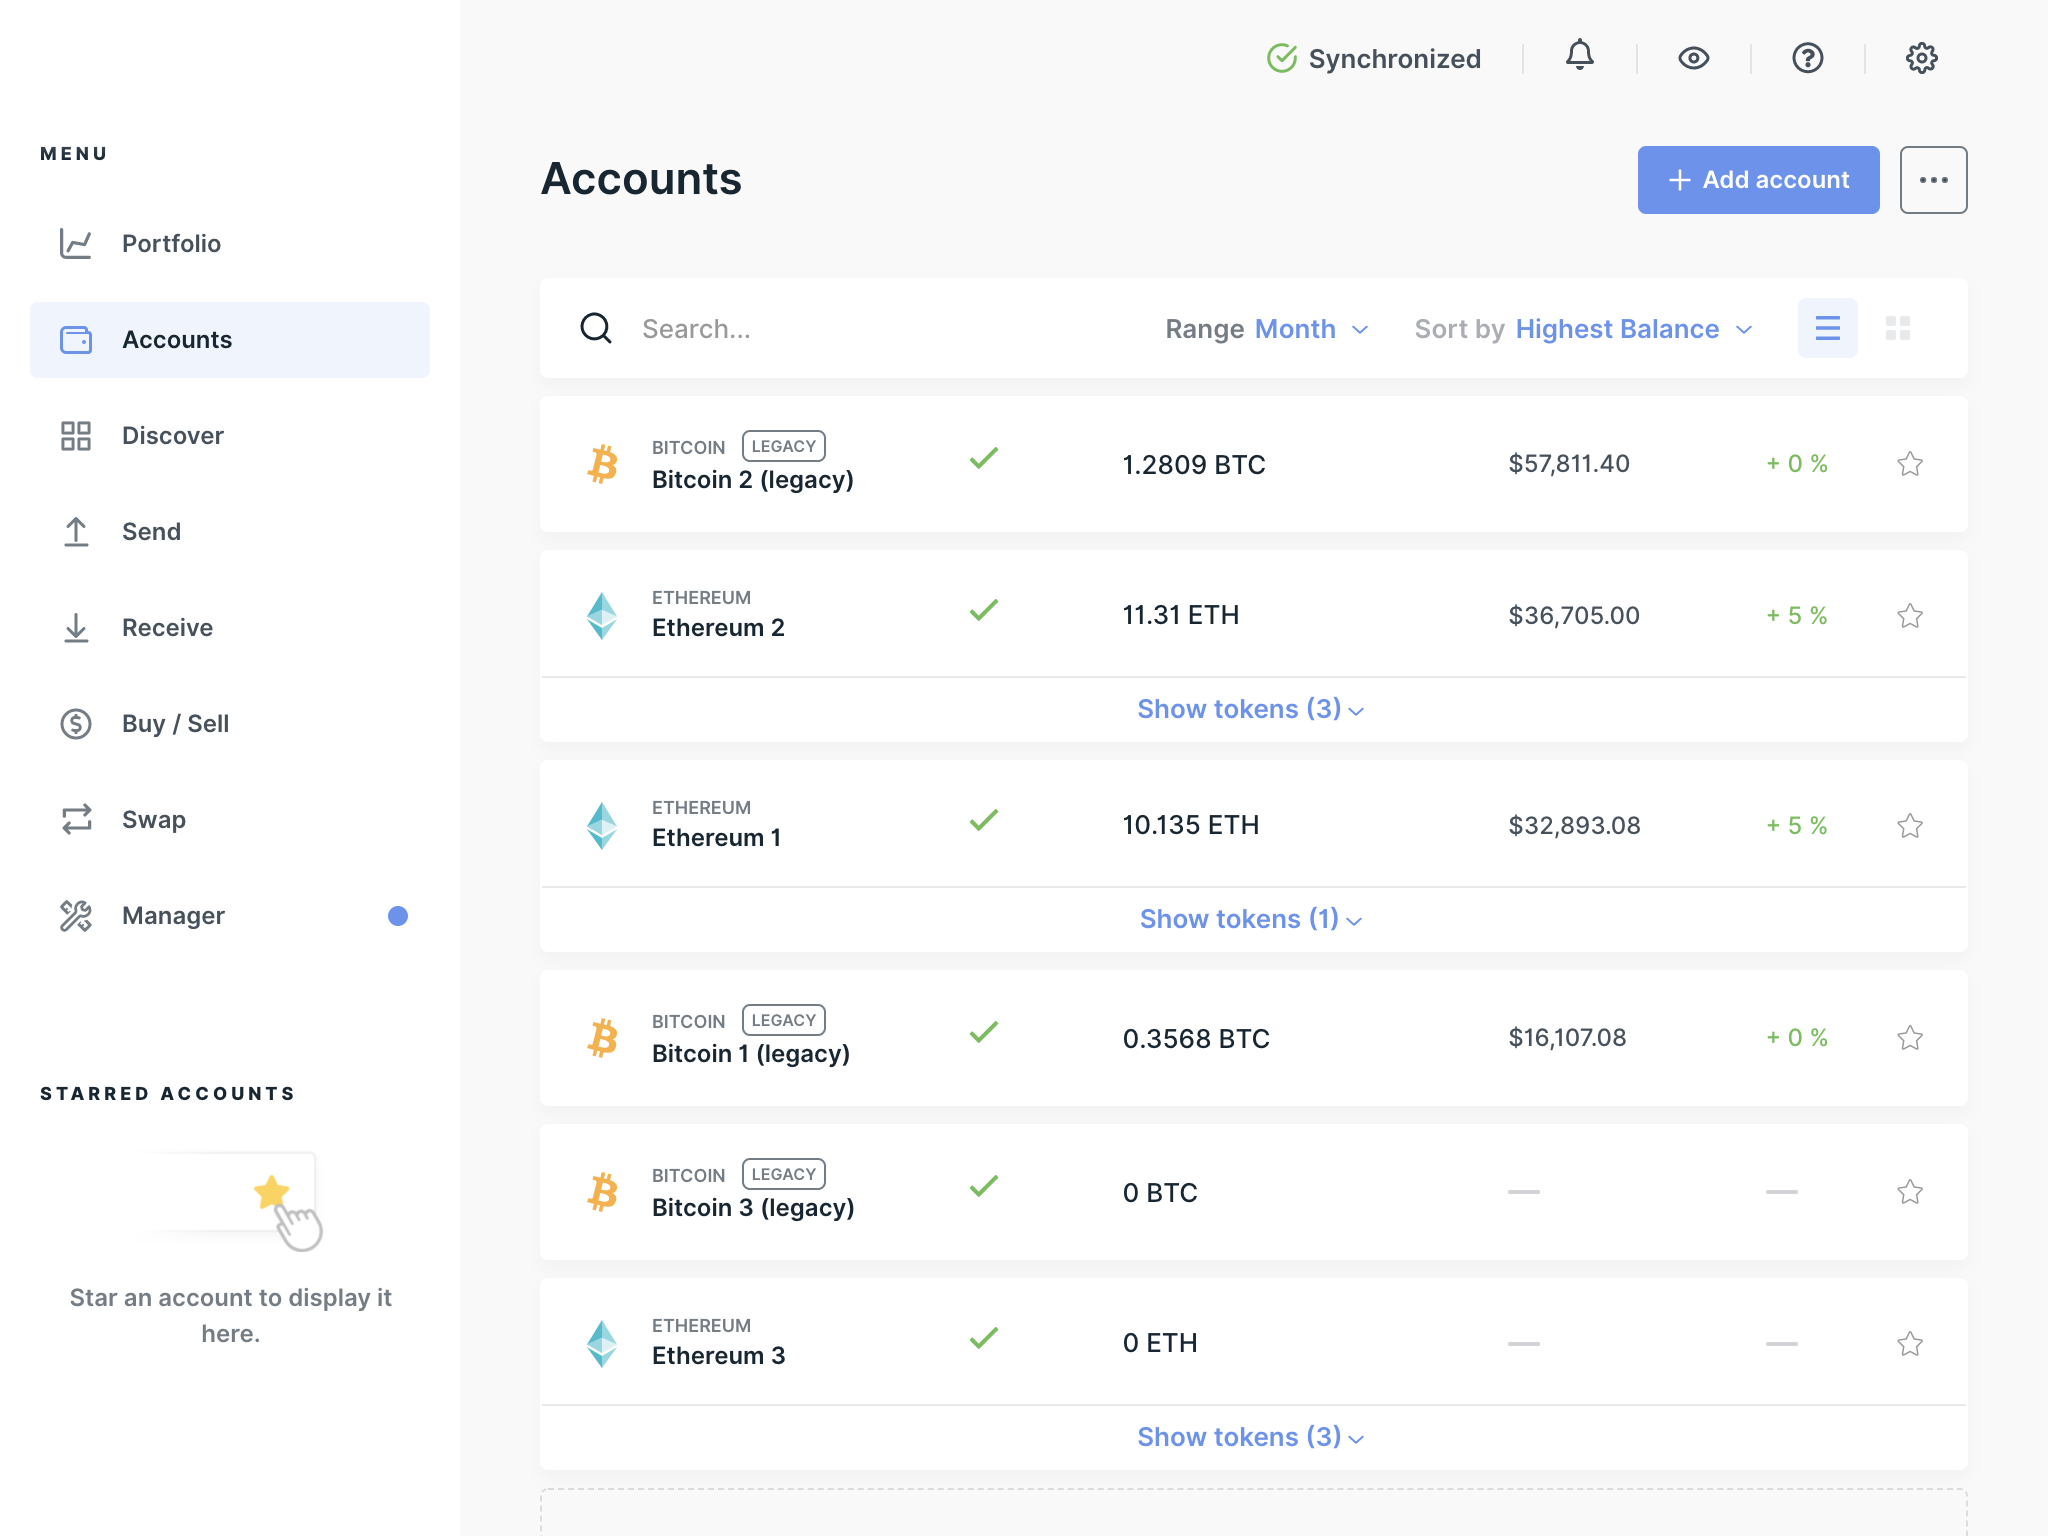 Synchronized
MENU
Portfolio
Accounts
Discover
Send
Receive
Buy / Sell
Swap
Manager
STARRED ACCOUNTS
Star an account to display it
here.
Accounts
+ Add account
Search...
Range Month
Sort by Highest Balance
BITCOIN LEGACY
Bitcoin 2 (legacy)
1.2809 BTC
$57,811.40
+ 0 %
ETHEREUM
Ethereum 2
11.31 ETH
$36,705.00
+ 5 %
Show tokens (3)
ETHEREUM
Ethereum 1
10.135 ETH
$32,893.08
+ 5 %
Show tokens (1)
BITCOIN LEGACY
Bitcoin 1 (legacy)
0.3568 BTC
$16,107.08
+ 0 %
BITCOIN LEGACY
Bitcoin 3 (legacy)
0 BTC
—
—
ETHEREUM
Ethereum 3
0 ETH
—
—
Show tokens (3)